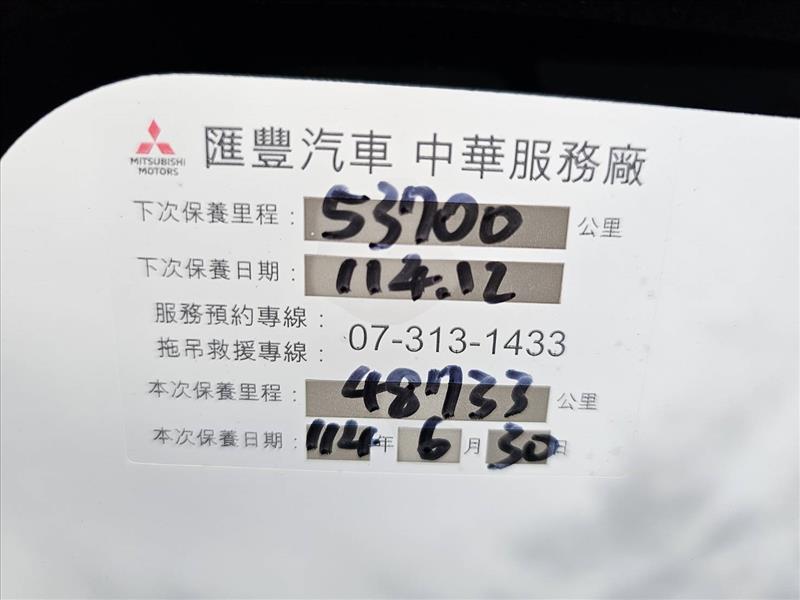 MITSUBISHI
MOTORS
匯豐汽車 中華服務廠
下次保養里程：53700 公里
下次保養日期：114.12
服務預約專線：
拖吊救援專線：
07-313-1433
本次保養里程：48733 公里
本次保養日期：114 年 6 月 30 日